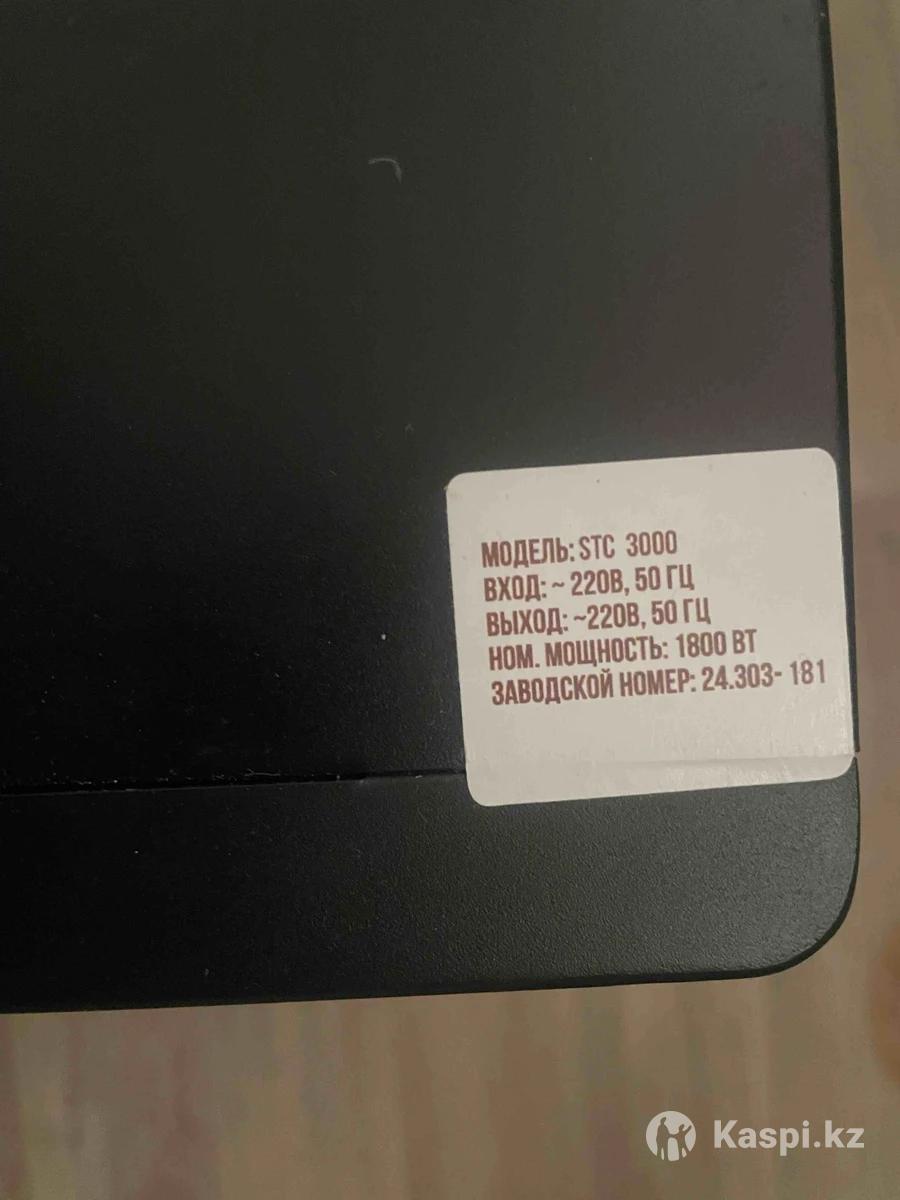 МОДЕЛЬ: STC 3000
ВХОД: ~ 220В, 50 ГЦ
ВЫХОД: ~220В, 50 ГЦ
НОМ. МОЩНОСТЬ: 1800 ВТ
ЗАВОДСКОЙ НОМЕР: 24.303- 181
Kaspi.kz